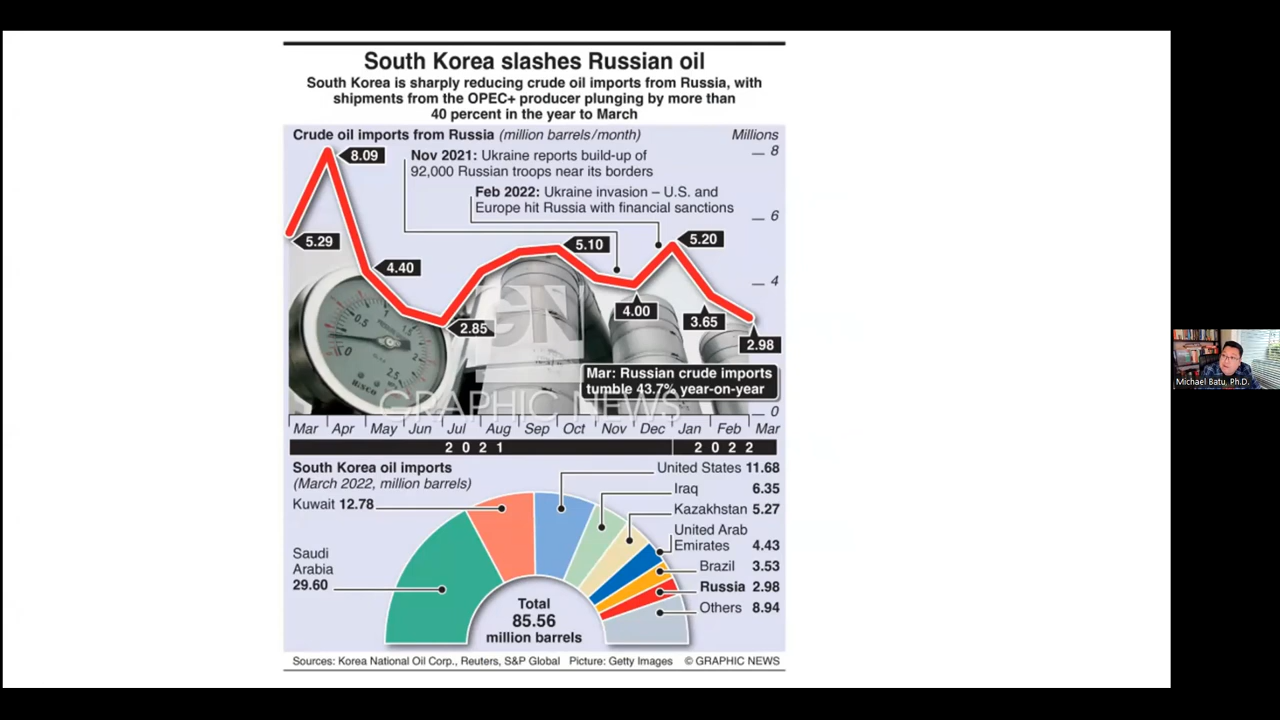 South Korea slashes Russian oil
South Korea is sharply reducing crude oil imports from Russia, with
shipments from the OPEC+ producer plunging by more than
40 percent in the year to March
Crude oil imports from Russia (million barrels/month)
Millions
8
8.09
Nov 2021: Ukraine reports build-up of
92,000 Russian troops near its borders
Feb 2022: Ukraine invasion – U.S. and
Europe hit Russia with financial sanctions
6
5.29
5.10
5.20
4.40
4
4.00
3.65
2.85
2.98
GN
GRAPHIC NEWS
Mar: Russian crude imports
tumble 43.7% year-on-year
0
Mar Apr May Jun Jul Aug Sep Oct Nov Dec Jan Feb Mar
2021 2022
South Korea oil imports
(March 2022, million barrels)
Kuwait 12.78
Saudi
Arabia
29.60
United States 11.68
Iraq 6.35
Kazakhstan 5.27
United Arab
Emirates 4.43
Brazil 3.53
Russia 2.98
Others 8.94
Total
85.56
million barrels
Sources: Korea National Oil Corp., Reuters, S&P Global Picture: Getty Images © GRAPHIC NEWS
Michael Batu, Ph.D.